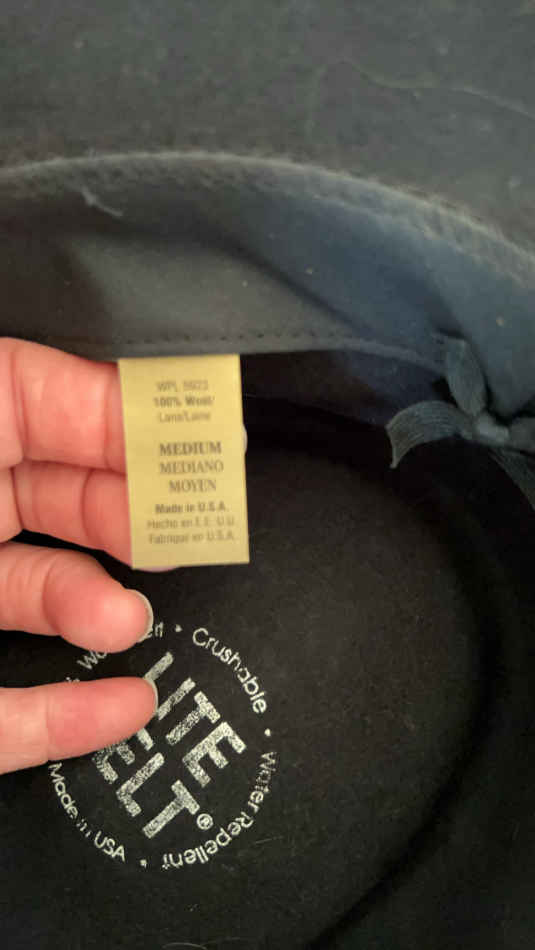 WPL 5923
100% Wool/
Lana/Laine
MEDIUM
MEDIANO
MOYEN
Made in U.S.A.
Hecho en E.E. U.U.
Fabriqué en U.S.A.
Crushable
Water Repellent
Made in USA
LITE
FELT®